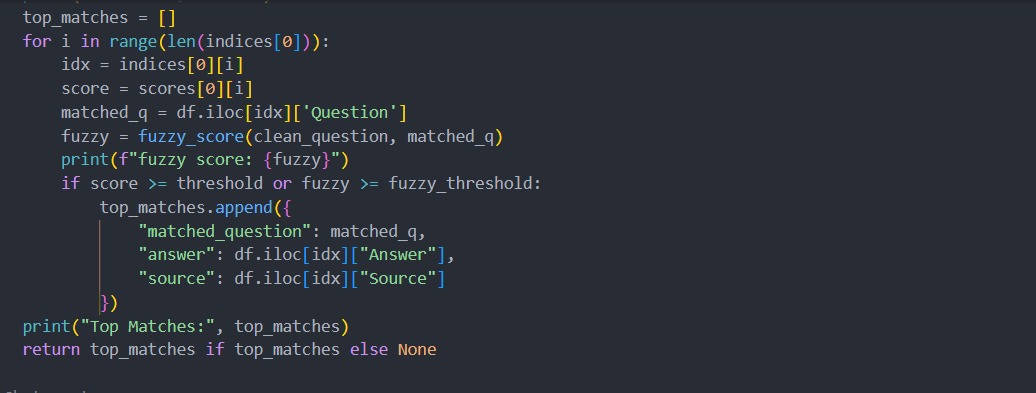 top_matches = []
for i in range(len(indices[0])):
    idx = indices[0][i]
    score = scores[0][i]
    matched_q = df.iloc[idx]['Question']
    fuzzy = fuzzy_score(clean_question, matched_q)
    print(f"fuzzy score: {fuzzy}")
    if score >= threshold or fuzzy >= fuzzy_threshold:
        top_matches.append({
            "matched_question": matched_q,
            "answer": df.iloc[idx]["Answer"],
            "source": df.iloc[idx]["Source"]
        })
print("Top Matches:", top_matches)
return top_matches if top_matches else None